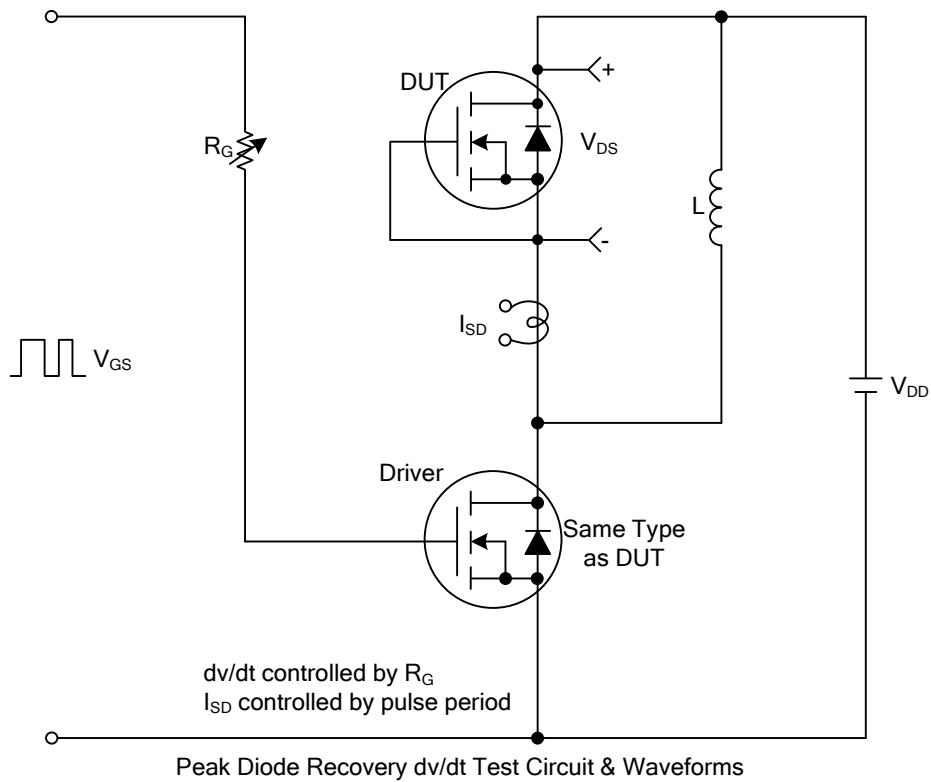 DUT
+
R_G
V_DS
L
-
I_SD
V_GS
V_DD
Driver
Same Type
as DUT
dv/dt controlled by R_G
I_SD controlled by pulse period
Peak Diode Recovery dv/dt Test Circuit & Waveforms